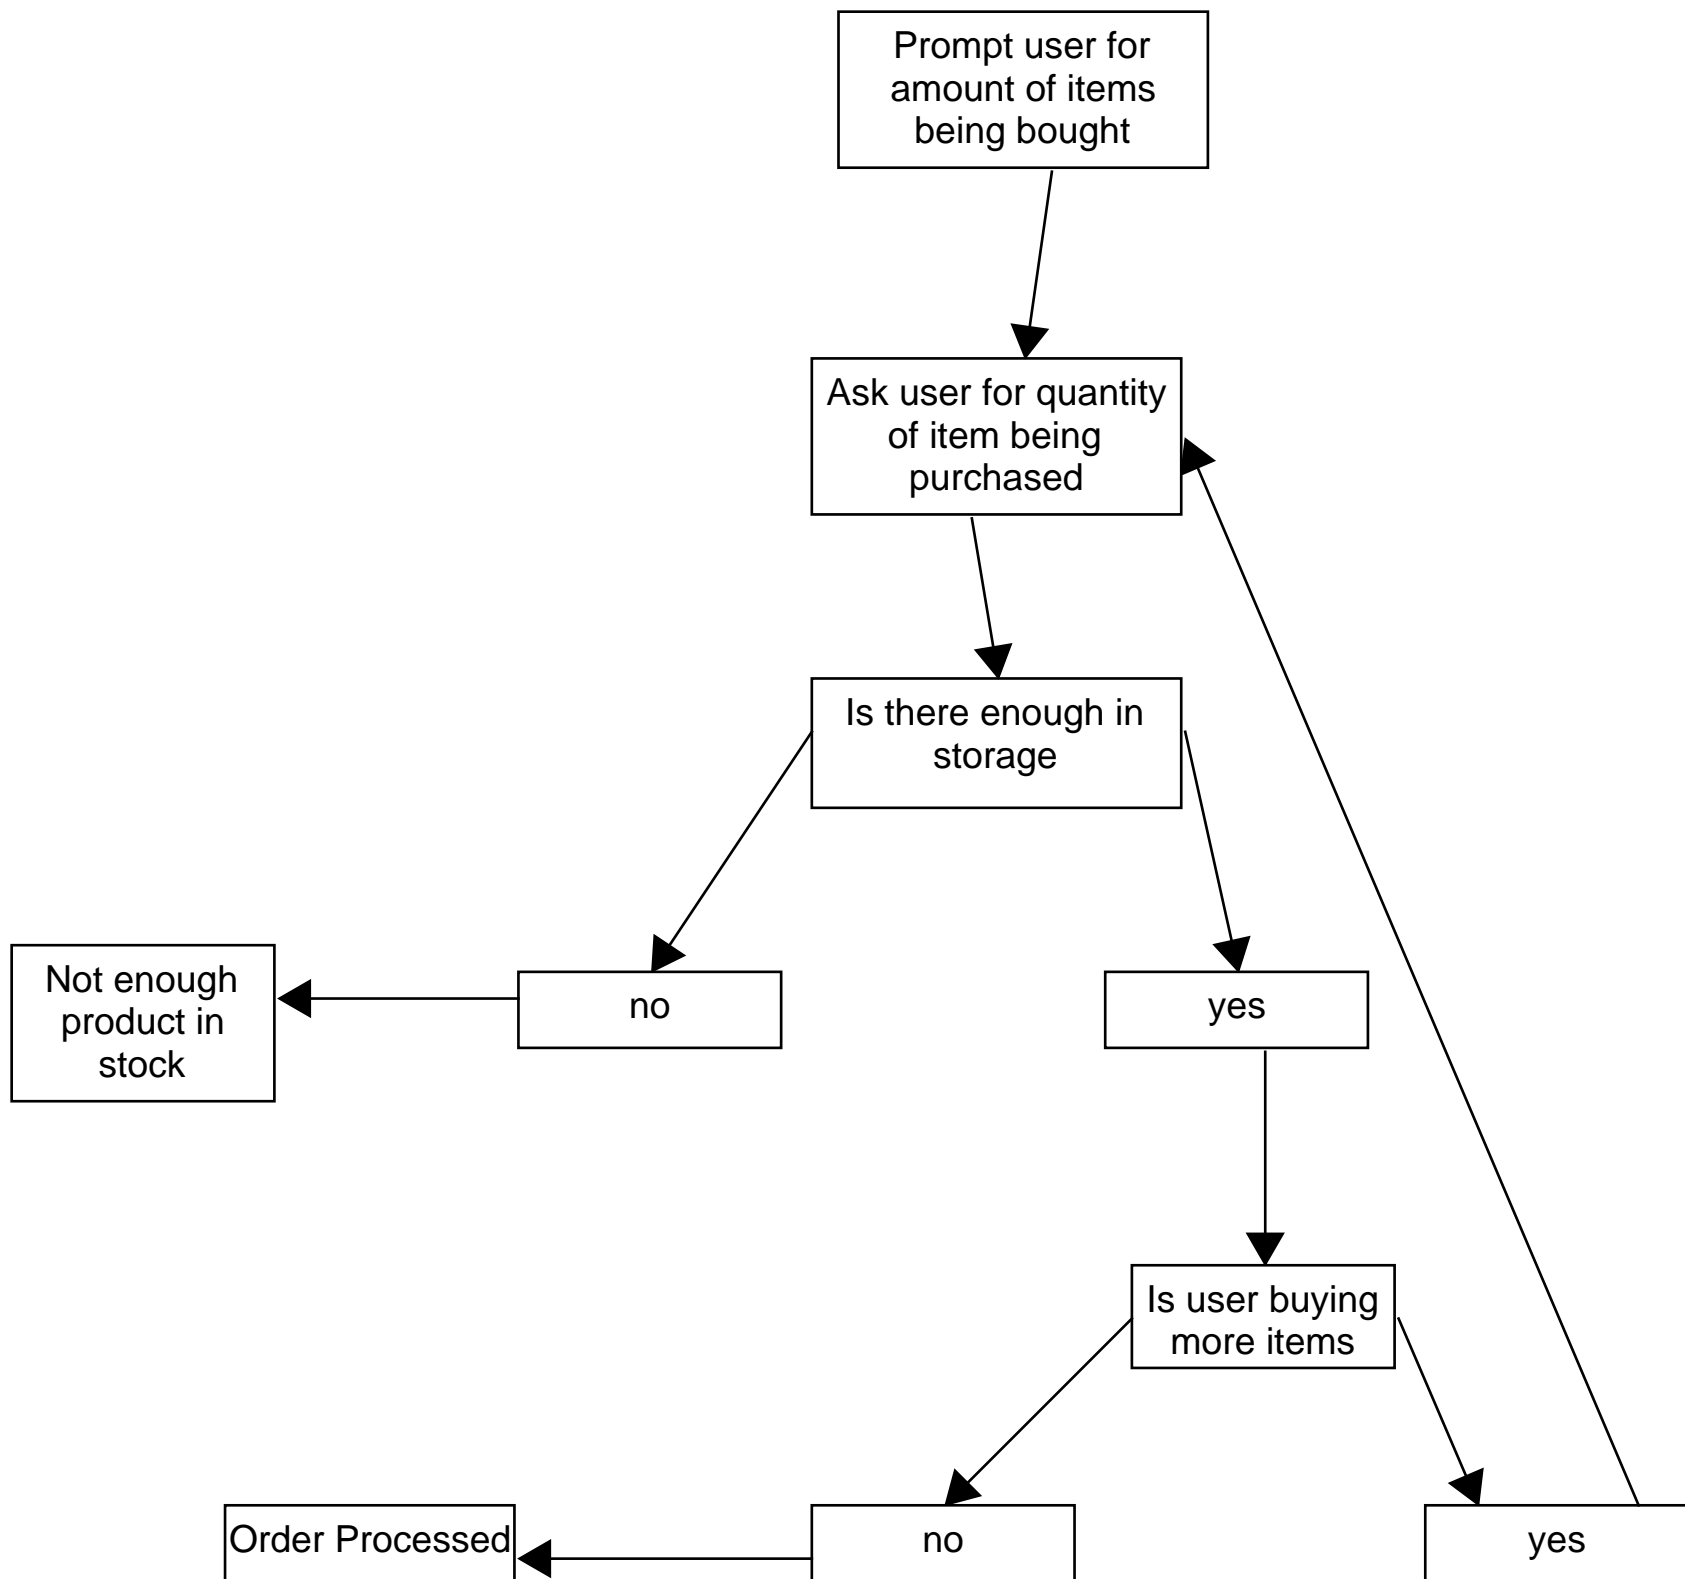 Prompt user for
amount of items
being bought
Ask user for quantity
of item being
purchased
Is there enough in
storage
Not enough
product in
stock
no
yes
Is user buying
more items
Order Processed
no
yes